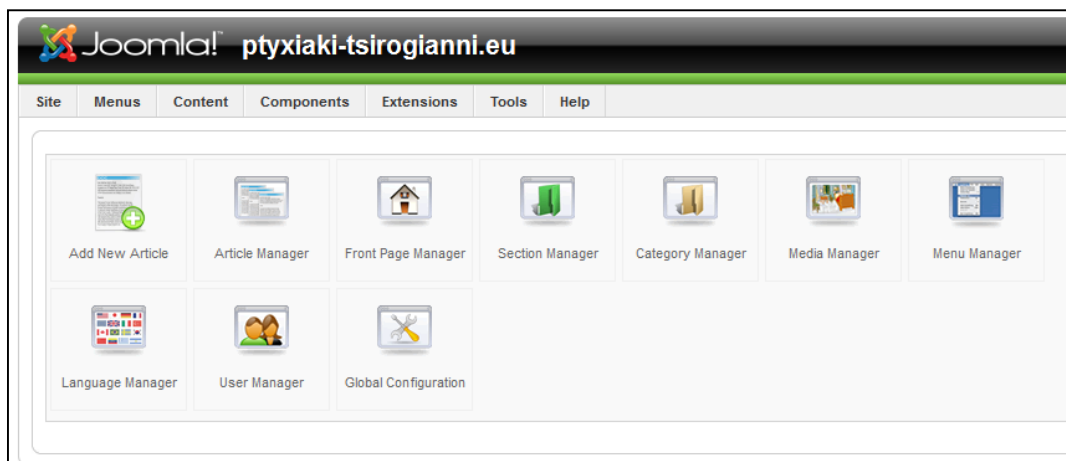 Joomla!™ ptyxiaki-tsirogianni.eu
Site Menus Content Components Extensions Tools Help
Add New Article Article Manager Front Page Manager Section Manager Category Manager Media Manager Menu Manager
Language Manager User Manager Global Configuration